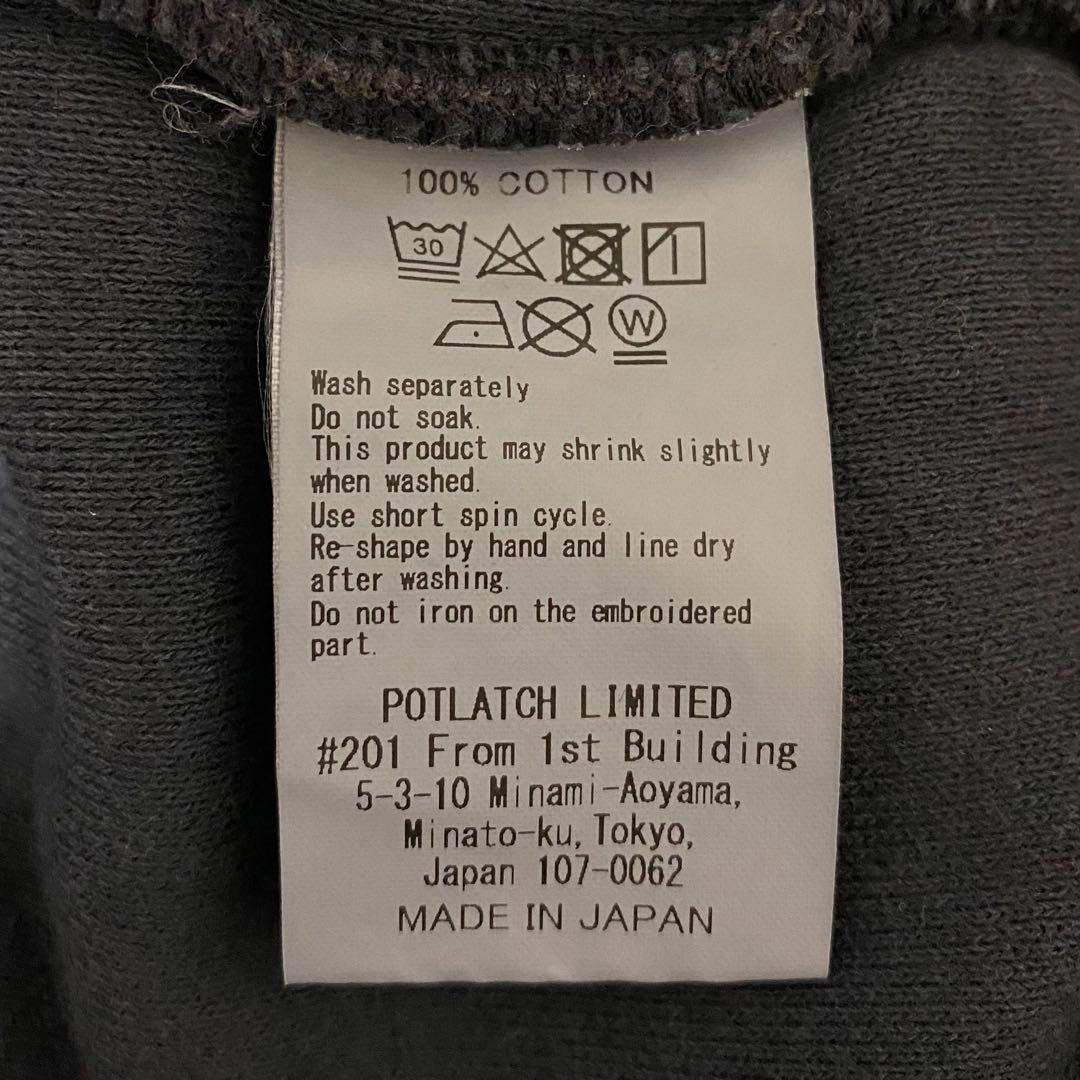 100% COTTON
30
W
Wash separately
Do not soak.
This product may shrink slightly
when washed.
Use short spin cycle.
Re-shape by hand and line dry
after washing.
Do not iron on the embroidered
part.
POTLATCH LIMITED
#201 From 1st Building
5-3-10 Minami-Aoyama,
Minato-ku, Tokyo,
Japan 107-0062
MADE IN JAPAN